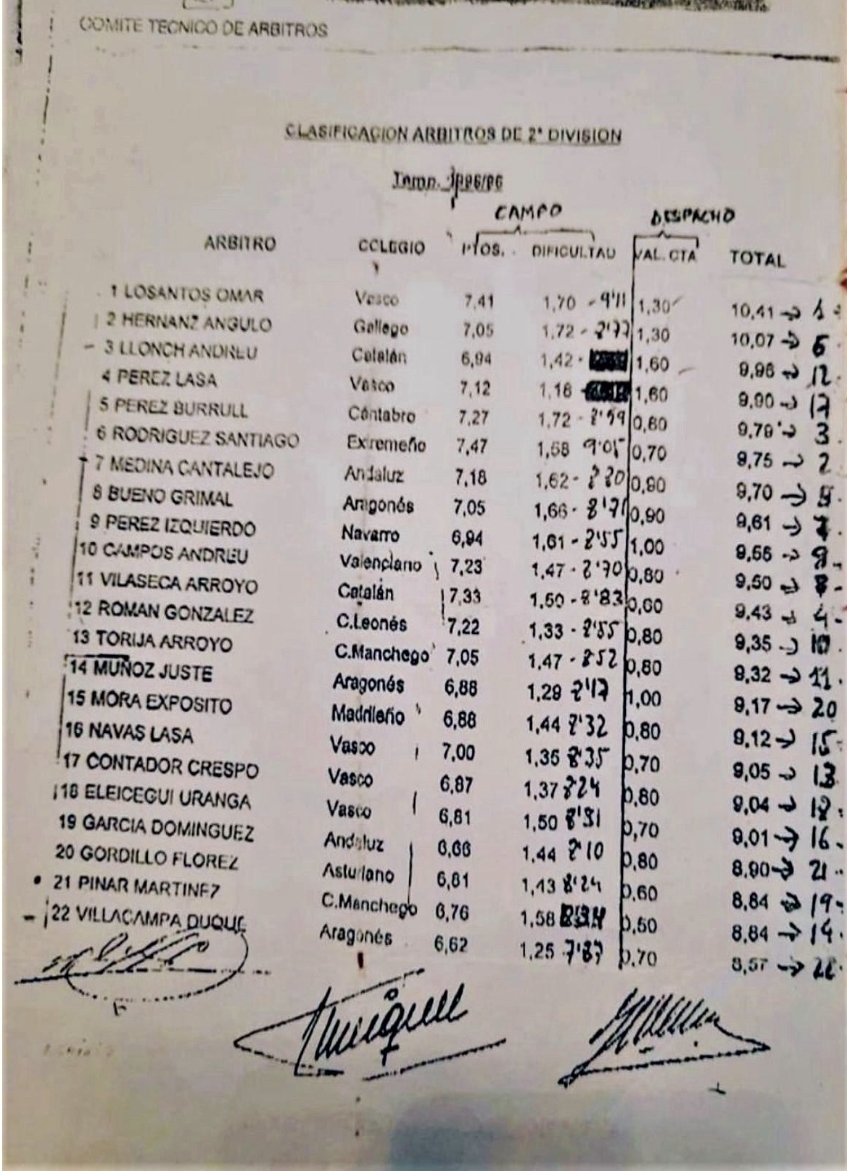 COMITE TECNICO DE ARBITROS
CLASIFICACION ARBITROS DE 2ª DIVISION
Temp.
CAMPO DESPACHO
ARBITRO COLEGIO PTOS. DIFICULTAD VAL. CTA TOTAL
1 LOSANTOS OMAR Vasco 7,41 1,70 - 9'11 1,30 10,41 → 1
2 HERNANZ ANGULO Gallego 7,05 1,72 - 8'77 1,30 10,07 → 6
- 3 LLONCH ANDREU Catalán 6,94 1,42 - 1,60 9,96 → 12
4 PEREZ LASA Vasco 7,12 1,18 - 1,60 9,90 → 17
5 PEREZ BURRULL Cántabro 7,27 1,72 - 8'99 0,80 9,79 → 3
6 RODRIGUEZ SANTIAGO Extremeño 7,47 1,58 9'05 0,70 9,75 → 2
7 MEDINA CANTALEJO Andaluz 7,18 1,62 - 8'80 0,90 9,70 → 5
8 BUENO GRIMAL Aragonés 7,05 1,66 - 8'71 0,90 9,61 → 7
9 PEREZ IZQUIERDO Navarro 6,94 1,61 - 8'55 1,00 9,55 → 9
10 CAMPOS ANDREU Valenciano 7,23 1,47 - 8'70 0,80 9,50 → 8
11 VILASECA ARROYO Catalán 7,33 1,50 - 8'83 0,60 9,43 → 4
12 ROMAN GONZALEZ C.Leonés 7,22 1,33 - 8'55 0,80 9,35 → 10
13 TORIJA ARROYO C.Manchego 7,05 1,47 - 8'52 0,80 9,32 → 11
14 MUÑOZ JUSTE Aragonés 6,88 1,29 8'17 1,00 9,17 → 20
15 MORA EXPOSITO Madrileño 6,88 1,44 8'32 0,80 9,12 → 15
16 NAVAS LASA Vasco 7,00 1,35 8'35 0,70 9,05 → 13
17 CONTADOR CRESPO Vasco 6,87 1,37 8'24 0,80 9,04 → 18
18 ELEICEGUI URANGA Vasco 6,81 1,50 8'31 0,70 9,01 → 16
19 GARCIA DOMINGUEZ Andaluz 6,66 1,44 8'10 0,80 8,90 → 21
20 GORDILLO FLOREZ Asturiano 6,81 1,43 8'24 0,60 8,84 → 19
• 21 PINAR MARTINEZ C.Manchego 6,76 1,58 8'34 0,50 8,84 → 14
- 22 VILLACAMPA DUQUE Aragonés 6,62 1,25 7'87 0,70 8,57 → 22